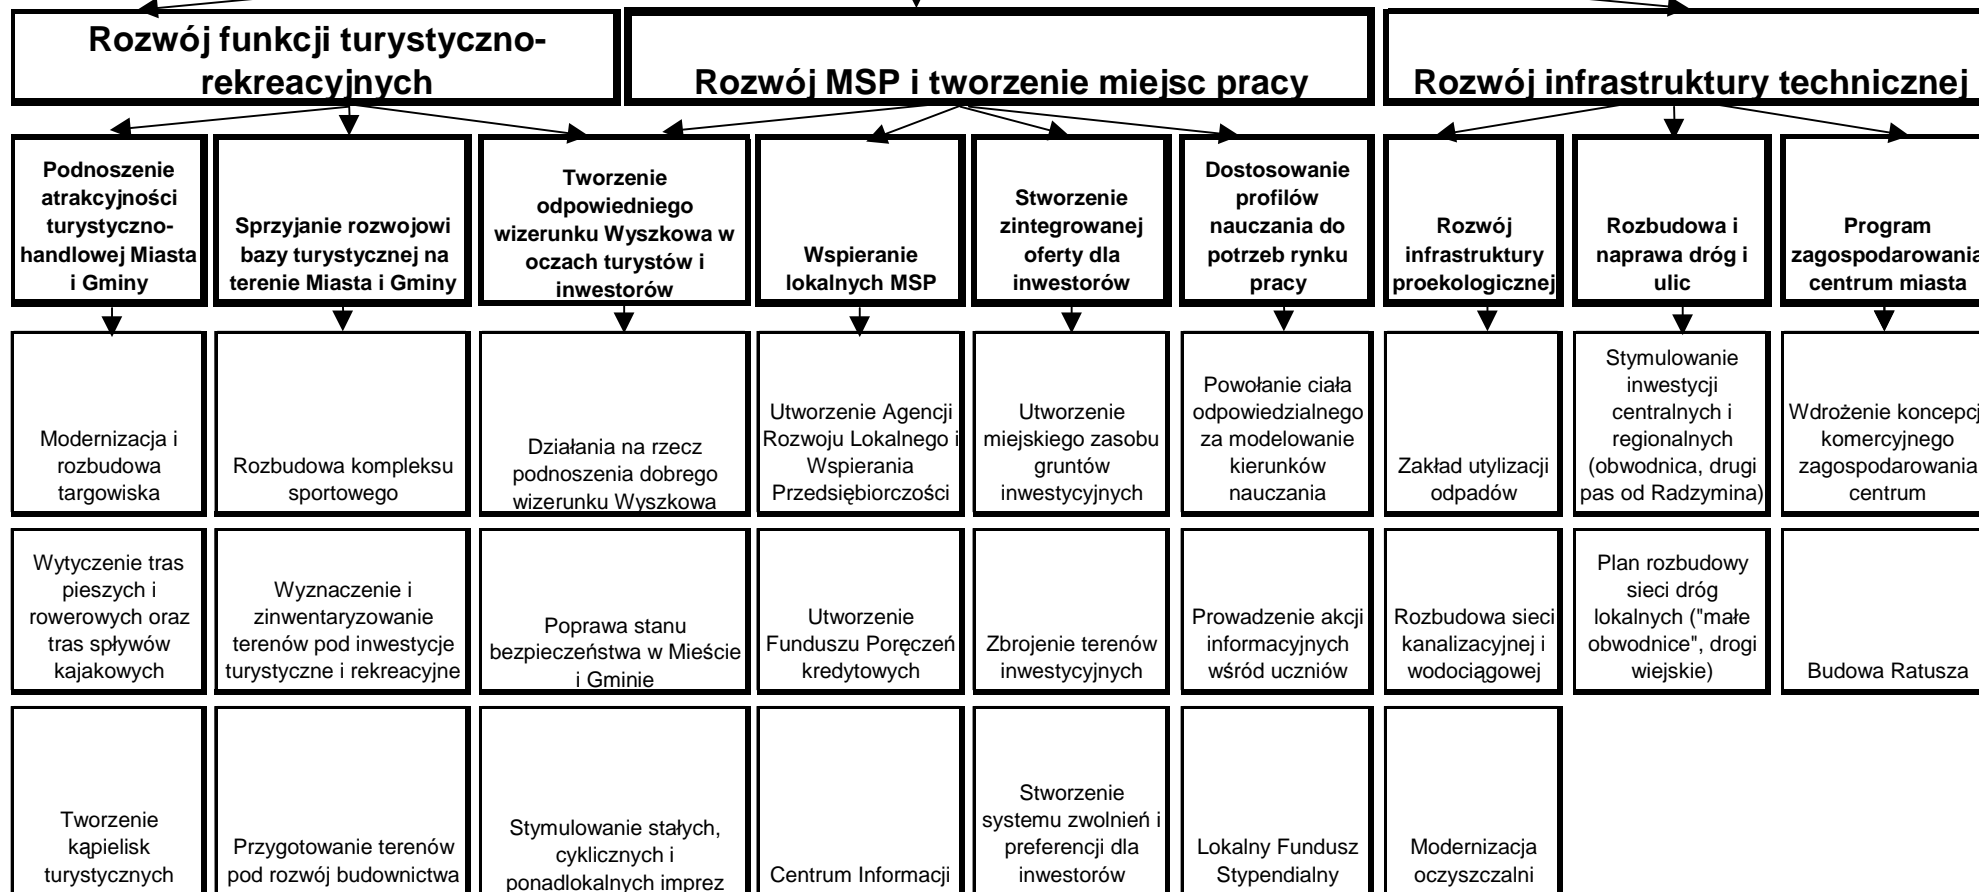 Rozwój funkcji turystyczno-
rekreacyjnych
Rozwój MSP i tworzenie miejsc pracy
Rozwój infrastruktury technicznej
Podnoszenie
atrakcyjności
turystyczno-
handlowej Miasta
i Gminy
Sprzyjanie rozwojowi
bazy turystycznej na
terenie Miasta i Gminy
Tworzenie
odpowiedniego
wizerunku Wyszkowa w
oczach turystów i
inwestorów
Wspieranie
lokalnych MSP
Stworzenie
zintegrowanej
oferty dla
inwestorów
Dostosowanie
profilów
nauczania do
potrzeb rynku
pracy
Rozwój
infrastruktury
proekologicznej
Rozbudowa i
naprawa dróg i
ulic
Program
zagospodarowania
centrum miasta
Modernizacja i
rozbudowa
targowiska
Rozbudowa kompleksu
sportowego
Działania na rzecz
podnoszenia dobrego
wizerunku Wyszkowa
Utworzenie Agencji
Rozwoju Lokalnego i
Wspierania
Przedsiębiorczości
Utworzenie
miejskiego zasobu
gruntów
inwestycyjnych
Powołanie ciała
odpowiedzialnego
za modelowanie
kierunków
nauczania
Zakład utylizacji
odpadów
Stymulowanie
inwestycji
centralnych i
regionalnych
(obwodnica, drugi
pas od Radzymina)
Wdrożenie koncepcji
komercyjnego
zagospodarowania
centrum
Wytyczenie tras
pieszych i
rowerowych oraz
tras spływów
kajakowych
Wyznaczenie i
zinwentaryzowanie
terenów pod inwestycje
turystyczne i rekreacyjne
Poprawa stanu
bezpieczeństwa w Mieście
i Gminie
Utworzenie
Funduszu Poręczeń
kredytowych
Zbrojenie terenów
inwestycyjnych
Prowadzenie akcji
informacyjnych
wśród uczniów
Rozbudowa sieci
kanalizacyjnej i
wodociągowej
Plan rozbudowy
sieci dróg
lokalnych ("małe
obwodnice", drogi
wiejskie)
Budowa Ratusza
Tworzenie
kąpielisk
turystycznych
Przygotowanie terenów
pod rozwój budownictwa
Stymulowanie stałych,
cyklicznych i
ponadlokalnych imprez
Centrum Informacji
Stworzenie
systemu zwolnień i
preferencji dla
inwestorów
Lokalny Fundusz
Stypendialny
Modernizacja
oczyszczalni